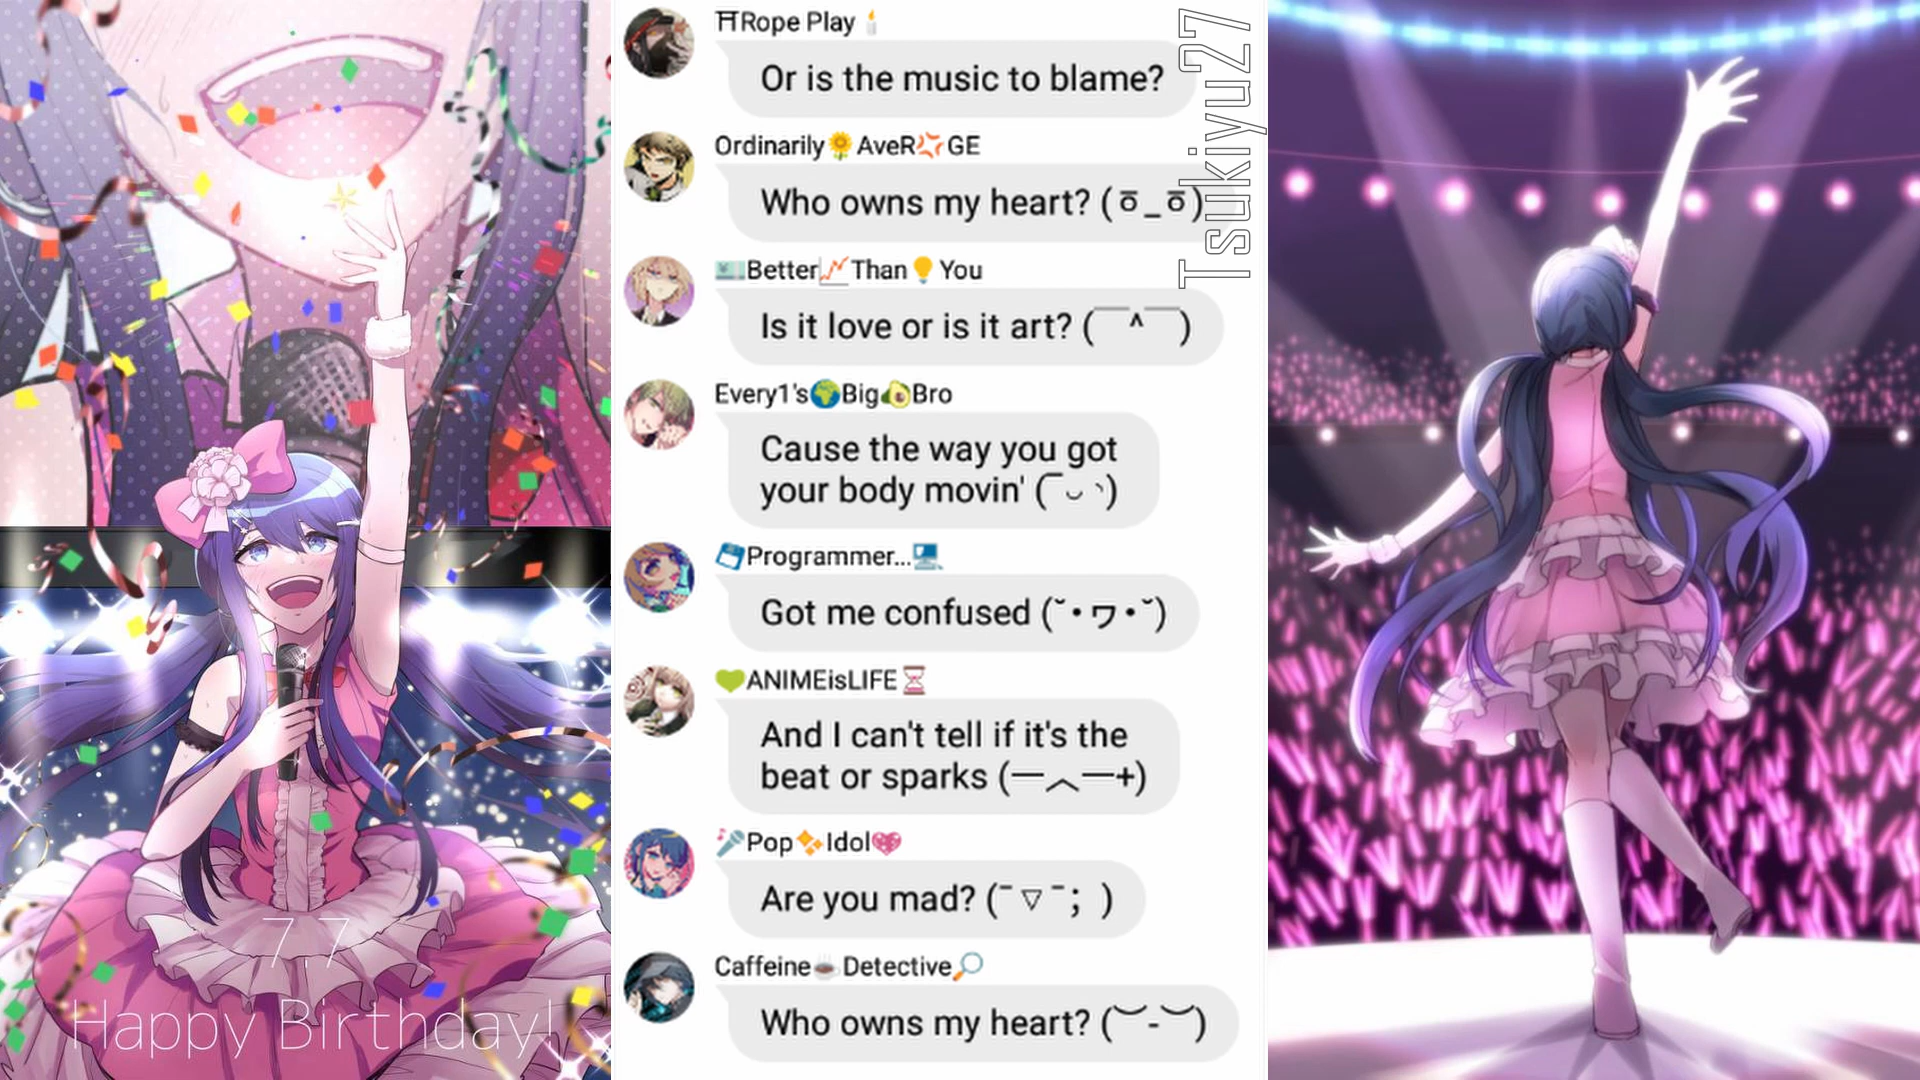 ⛩Rope Play🕯
Or is the music to blame?
Ordinarily🌻AveR💢GE
Who owns my heart? (ㆆ_ㆆ)
💴Better📈Than💡You
Is it love or is it art? (￣＾￣)
Every1's🌍Big🥑Bro
Cause the way you got
your body movin' (￣ᴗ ˋ)
💾Programmer...🖥
Got me confused (˘・ワ・˘)
💚ANIMEisLIFE⏳
And I can't tell if it's the
beat or sparks (—︿—+)
🎤Pop✨Idol💖
Are you mad? (¯▽¯; )
Caffeine☕Detective🔎
Who owns my heart? (︶-︶)
Tsukiyu27
7.7
Happy Birthday!